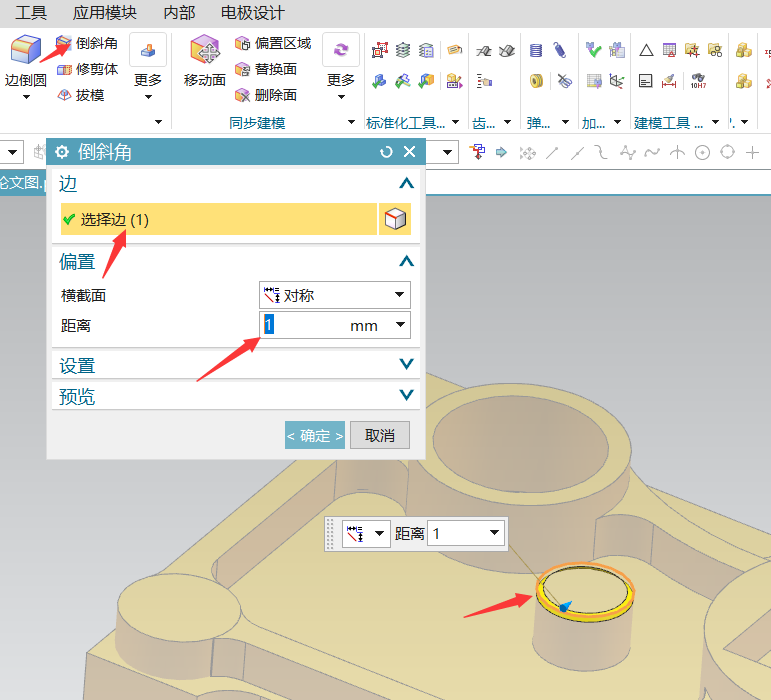 工具 应用模块 内部 电极设计
边倒圆 倒斜角 修剪体 拔模 更多
移动面 偏置区域 替换面 删除面 更多
10H7
同步建模 标准化工具... 齿... 弹... 加... 建模工具 ...
倒斜角
论文图.p
边
选择边 (1)
偏置
横截面 对称
距离 1 mm
设置
预览
< 确定 > 取消
距离 1